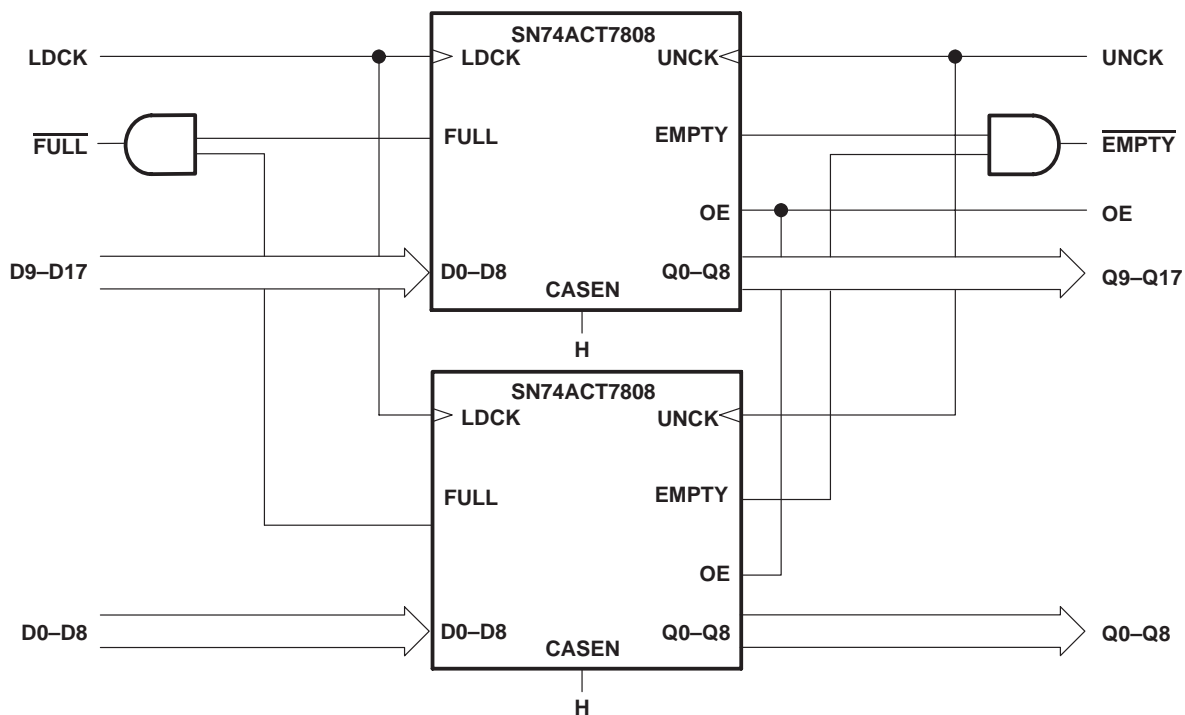 SN74ACT7808
LDCK
LDCK
UNCK
UNCK
FULL
FULL
EMPTY
EMPTY
OE
OE
D9–D17
D0–D8
Q0–Q8
Q9–Q17
CASEN
H
SN74ACT7808
LDCK
UNCK
FULL
EMPTY
OE
D0–D8
D0–D8
Q0–Q8
Q0–Q8
CASEN
H